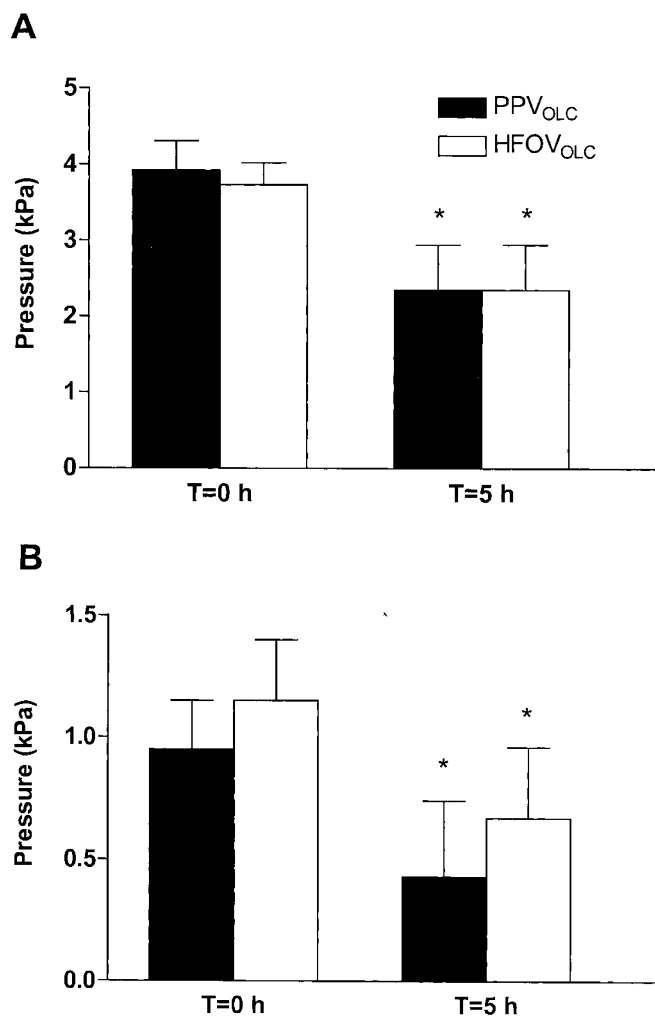 A
5
4
3
2
1
0
Pressure (kPa)
PPVOLC
HFOVOLC
* *
T=0 h T=5 h
B
1.5
1.0
0.5
0.0
Pressure (kPa)
*
*
T=0 h T=5 h